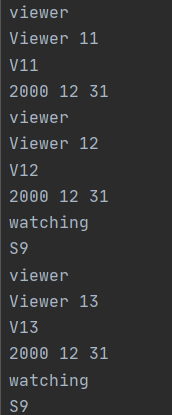 viewer
Viewer 11
V11
2000 12 31
viewer
Viewer 12
V12
2000 12 31
watching
S9
viewer
Viewer 13
V13
2000 12 31
watching
S9